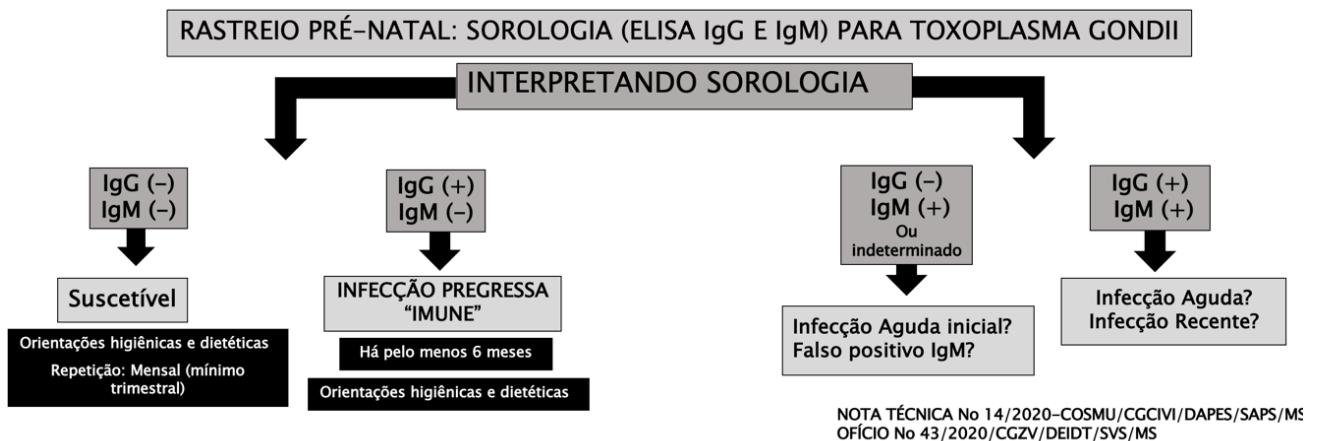 RASTREIO PRÉ-NATAL: SOROLOGIA (ELISA IgG E IgM) PARA TOXOPLASMA GONDII
INTERPRETANDO SOROLOGIA
IgG (-)
IgM (-)
Suscetível
Orientações higiênicas e dietéticas
Repetição: Mensal (mínimo
trimestral)
IgG (+)
IgM (-)
INFECÇÃO PREGRESSA
“IMUNE”
Há pelo menos 6 meses
Orientações higiênicas e dietéticas
IgG (-)
IgM (+)
Ou
indeterminado
Infecção Aguda inicial?
Falso positivo IgM?
IgG (+)
IgM (+)
Infecção Aguda?
Infecção Recente?
NOTA TÉCNICA No 14/2020-COSMU/CGCIVI/DAPES/SAPS/MS
OFÍCIO No 43/2020/CGZV/DEIDT/SVS/MS